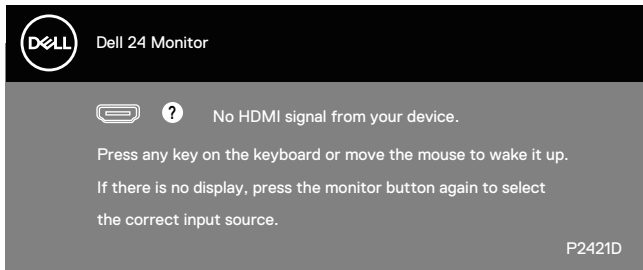 DELL
Dell 24 Monitor
? No HDMI signal from your device.
Press any key on the keyboard or move the mouse to wake it up.
If there is no display, press the monitor button again to select
the correct input source.
P2421D